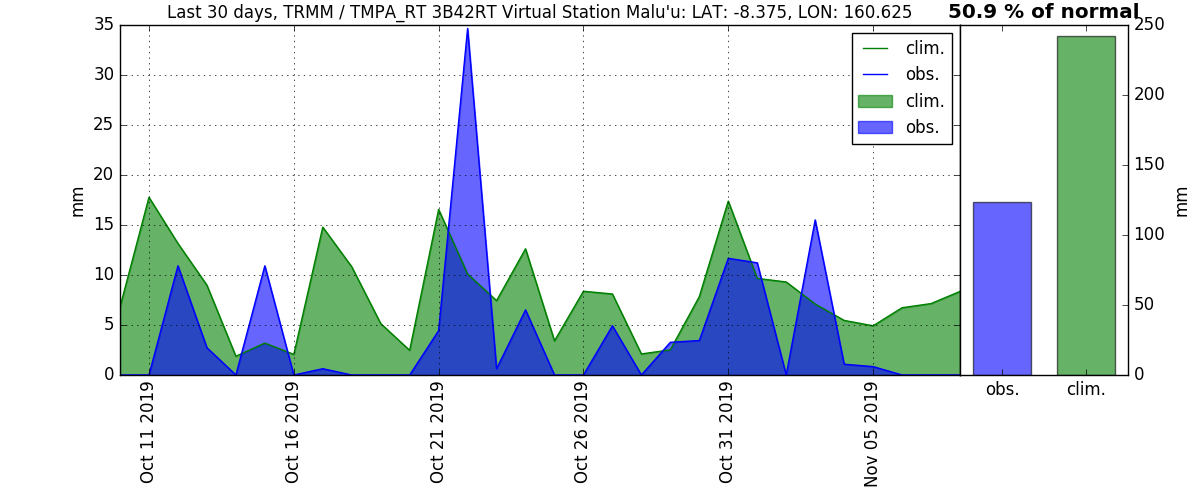 Last 30 days, TRMM / TMPA_RT 3B42RT Virtual Station Malu'u: LAT: -8.375, LON: 160.625
50.9 % of normal
35
30
25
20
15
10
5
0
mm
clim.
obs.
clim.
obs.
Oct 11 2019
Oct 16 2019
Oct 21 2019
Oct 26 2019
Oct 31 2019
Nov 05 2019
250
200
150
100
50
0
mm
obs.
clim.